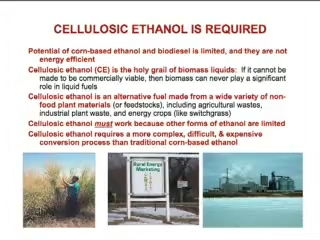 CELLULOSIC ETHANOL IS REQUIRED
Potential of corn-based ethanol and biodiesel is limited, and they are not
energy efficient
Cellulosic ethanol (CE) is the holy grail of biomass liquids: If it cannot be
made to be commercially viable, then biomass can never play a significant
role in liquid fuels
Cellulosic ethanol is an alternative fuel made from a wide variety of non-
food plant materials (or feedstocks), including agricultural wastes,
industrial plant waste, and energy crops (like switchgrass)
Cellulosic ethanol must work because other forms of ethanol are limited
Cellulosic ethanol requires a more complex, difficult, & expensive
conversion process than traditional corn-based ethanol
Rural Energy
Marketing